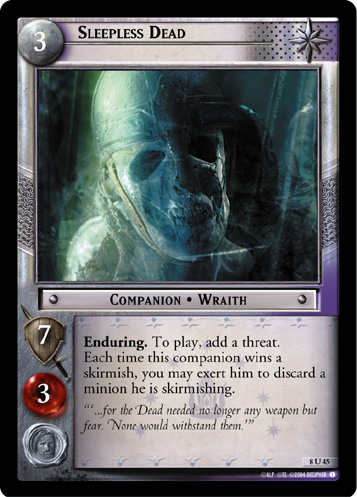 3
SLEEPLESS DEAD
COMPANION • WRAITH
7
Enduring. To play, add a threat.
Each time this companion wins a
skirmish, you may exert him to discard a
minion he is skirmishing.
3
“‘...for the Dead needed no longer any weapon but
fear. None would withstand them.’”
8 U 45